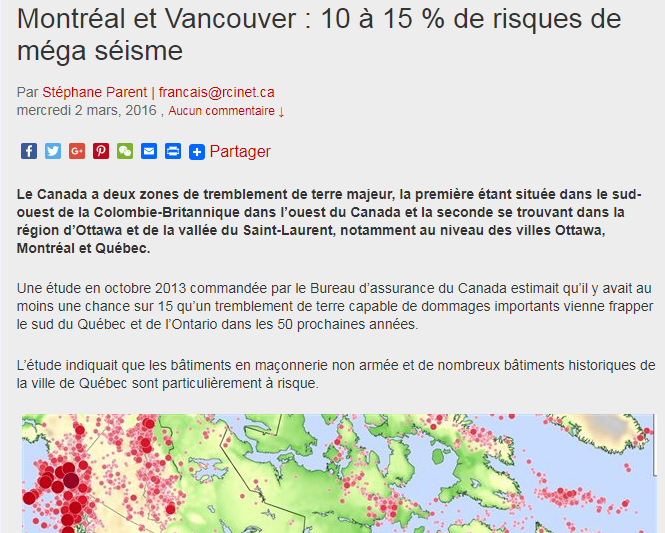 Montréal et Vancouver : 10 à 15 % de risques de
méga séisme
Par Stéphane Parent | francais@rcinet.ca
mercredi 2 mars, 2016 , Aucun commentaire ↓
Partager
Le Canada a deux zones de tremblement de terre majeur, la première étant située dans le sud-
ouest de la Colombie-Britannique dans l’ouest du Canada et la seconde se trouvant dans la
région d’Ottawa et de la vallée du Saint-Laurent, notamment au niveau des villes Ottawa,
Montréal et Québec.
Une étude en octobre 2013 commandée par le Bureau d’assurance du Canada estimait qu’il y avait au
moins une chance sur 15 qu’un tremblement de terre capable de dommages importants vienne frapper
le sud du Québec et de l’Ontario dans les 50 prochaines années.
L’étude indiquait que les bâtiments en maçonnerie non armée et de nombreux bâtiments historiques de
la ville de Québec sont particulièrement à risque.